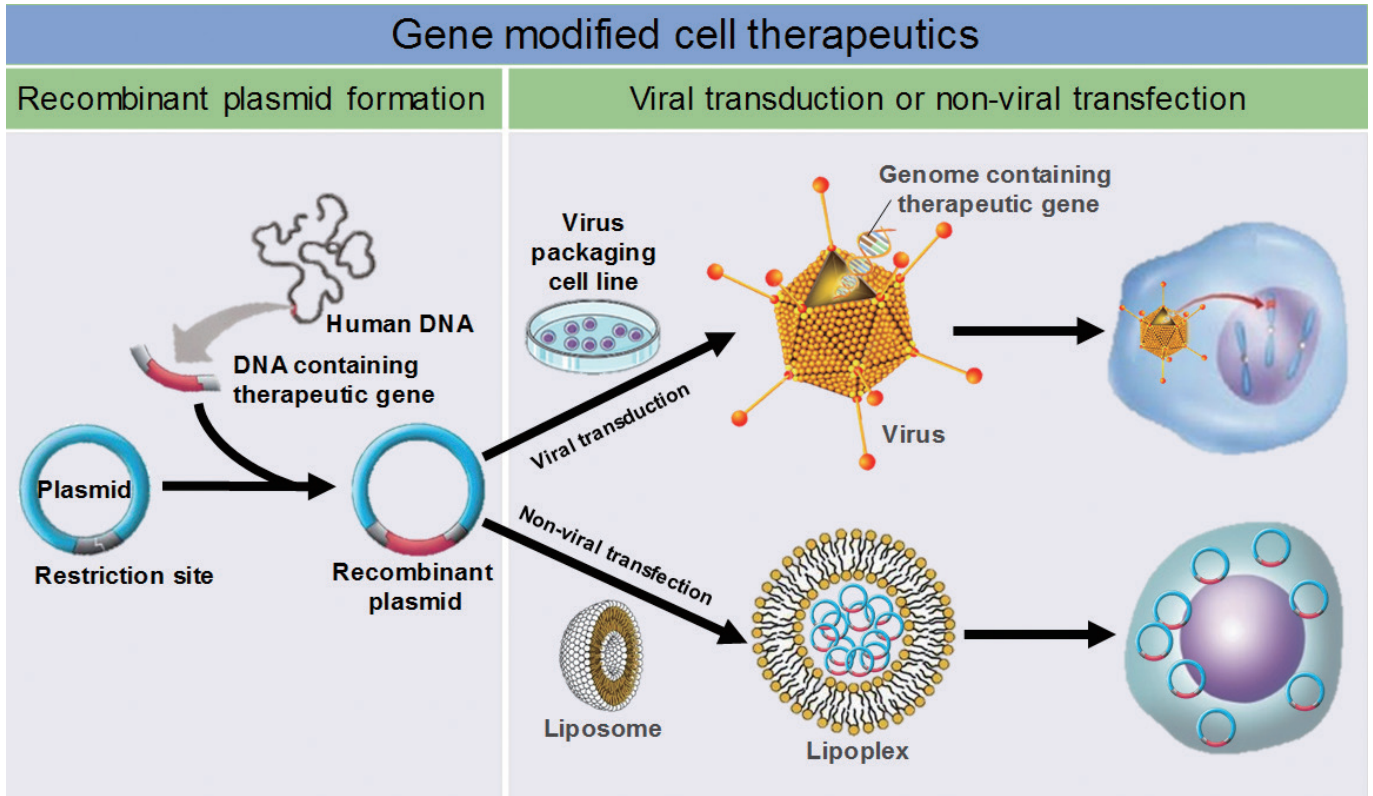 Gene modified cell therapeutics
Recombinant plasmid formation
Viral transduction or non-viral transfection
Human DNA
DNA containing
therapeutic gene
Plasmid
Restriction site
Recombinant
plasmid
Virus
packaging
cell line
Viral transduction
Genome containing
therapeutic gene
Virus
Non-viral transfection
Liposome
Lipoplex